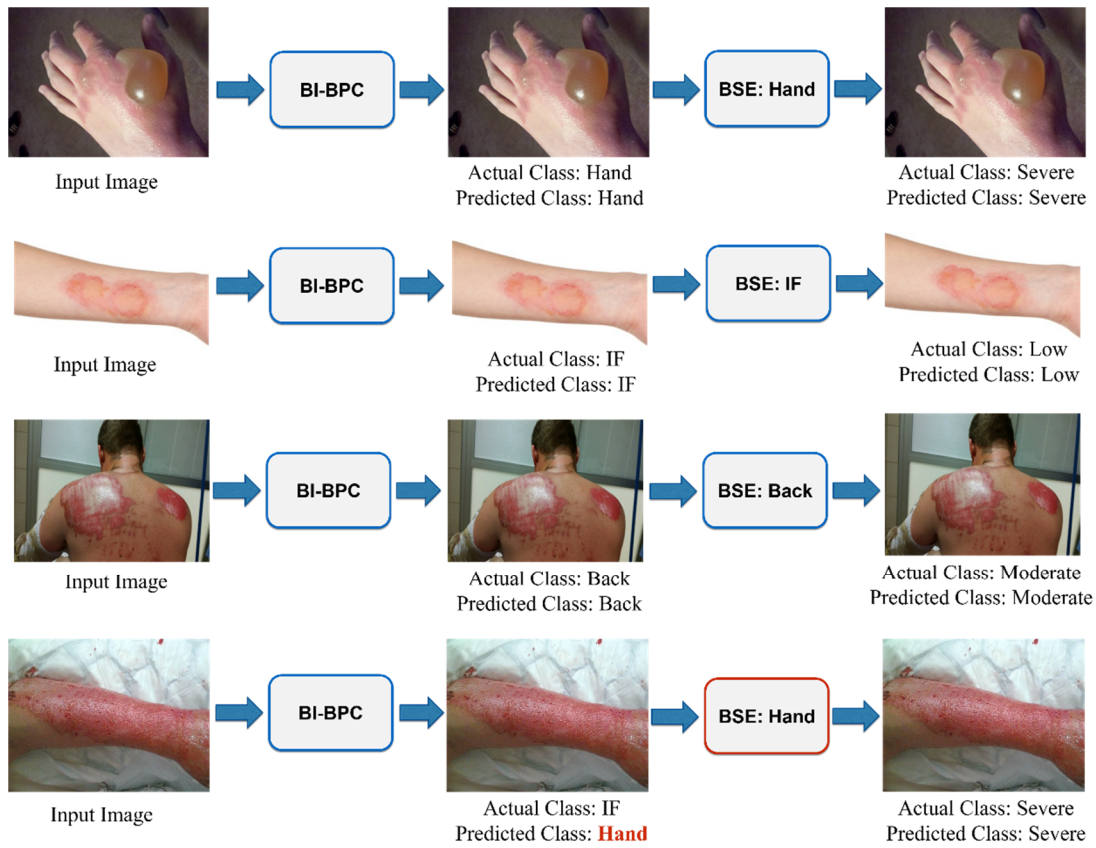 BI-BPC
BSE: Hand
Input Image
Actual Class: Hand
Predicted Class: Hand
Actual Class: Severe
Predicted Class: Severe
BI-BPC
BSE: IF
Input Image
Actual Class: IF
Predicted Class: IF
Actual Class: Low
Predicted Class: Low
BI-BPC
BSE: Back
Input Image
Actual Class: Back
Predicted Class: Back
Actual Class: Moderate
Predicted Class: Moderate
BI-BPC
BSE: Hand
Input Image
Actual Class: IF
Predicted Class: Hand
Actual Class: Severe
Predicted Class: Severe